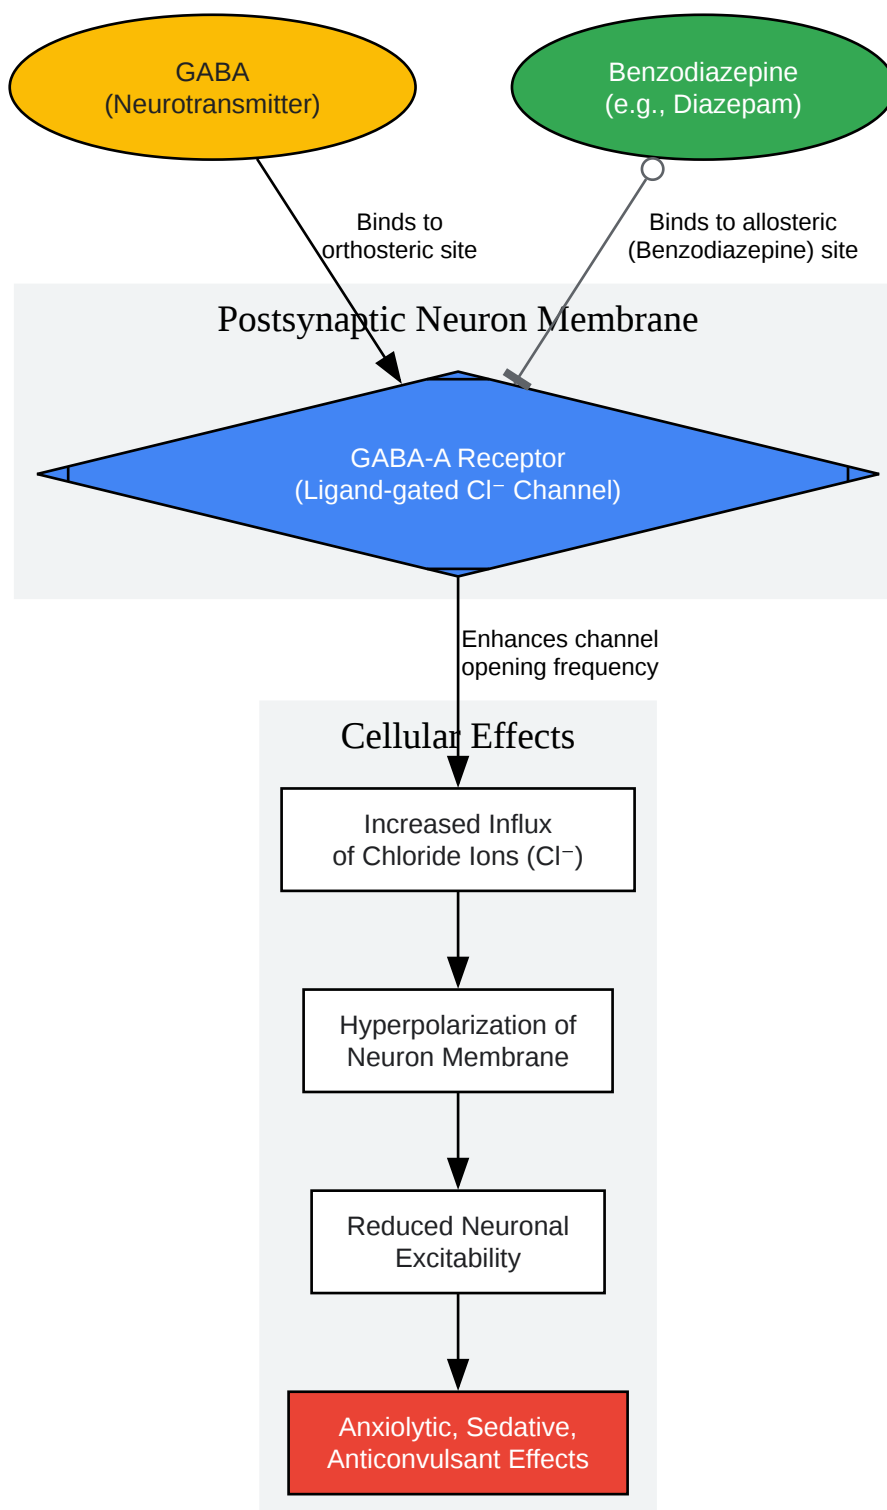 GABA
(Neurotransmitter)
Benzodiazepine
(e.g., Diazepam)
Binds to
orthosteric site
Binds to allosteric
(Benzodiazepine) site
Postsynaptic Neuron Membrane
GABA-A Receptor
(Ligand-gated Cl⁻ Channel)
Enhances channel
opening frequency
Cellular Effects
Increased Influx
of Chloride Ions (Cl⁻)
Hyperpolarization of
Neuron Membrane
Reduced Neuronal
Excitability
Anxiolytic, Sedative,
Anticonvulsant Effects